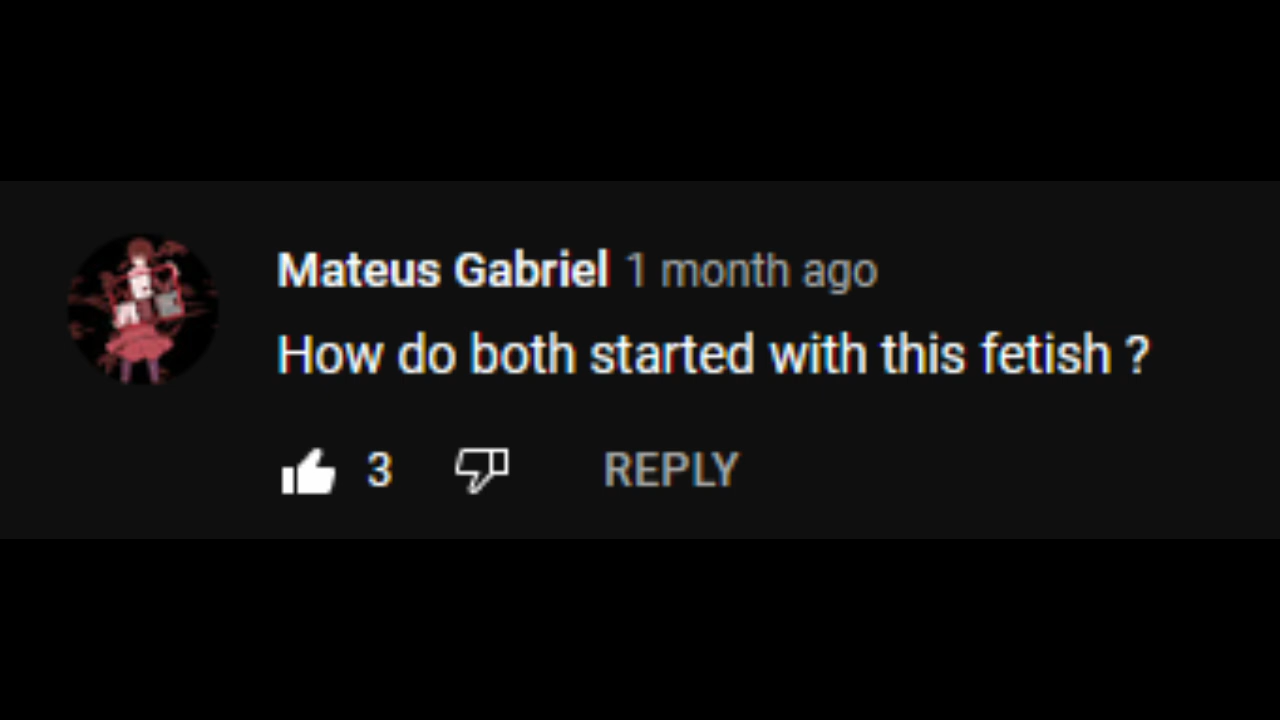 Mateus Gabriel 1 month ago
How do both started with this fetish ?
3 REPLY